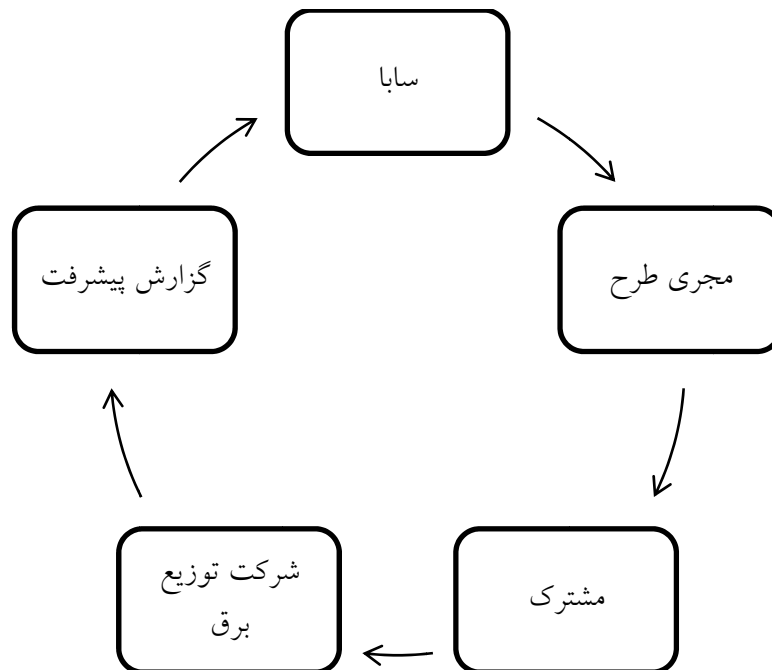 سابا
مجری طرح
مشترک
شرکت توزیع
برق
گزارش پیشرفت